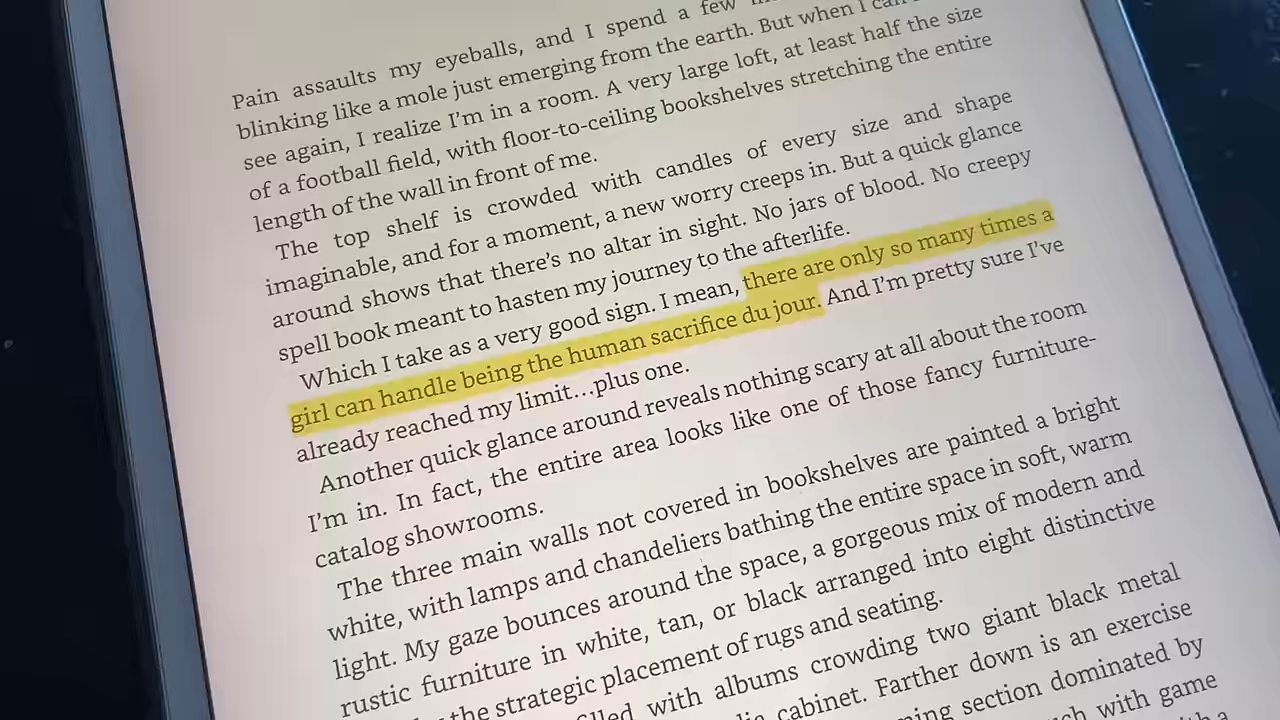 Pain assaults my eyeballs, and I spend a few
blinking like a mole just emerging from the earth. But when I can
see again, I realize I'm in a room. A very large loft, at least half the size
of a football field, with floor-to-ceiling bookshelves stretching the entire
length of the wall in front of me.
The top shelf is crowded with candles of every size and shape
imaginable, and for a moment, a new worry creeps in. But a quick glance
around shows that there's no altar in sight. No jars of blood. No creepy
spell book meant to hasten my journey to the afterlife.
Which I take as a very good sign. I mean, there are only so many times a
girl can handle being the human sacrifice du jour. And I'm pretty sure I've
already reached my limit…plus one.
Another quick glance around reveals nothing scary at all about the room
I'm in. In fact, the entire area looks like one of those fancy furniture-
catalog showrooms.
The three main walls not covered in bookshelves are painted a bright
white, with lamps and chandeliers bathing the entire space in soft, warm
light. My gaze bounces around the space, a gorgeous mix of modern and
rustic furniture in white, tan, or black arranged into eight distinctive
the strategic placement of rugs and seating.
filled with albums crowding two giant black metal
cabinet. Farther down is an exercise
section dominated by
with game